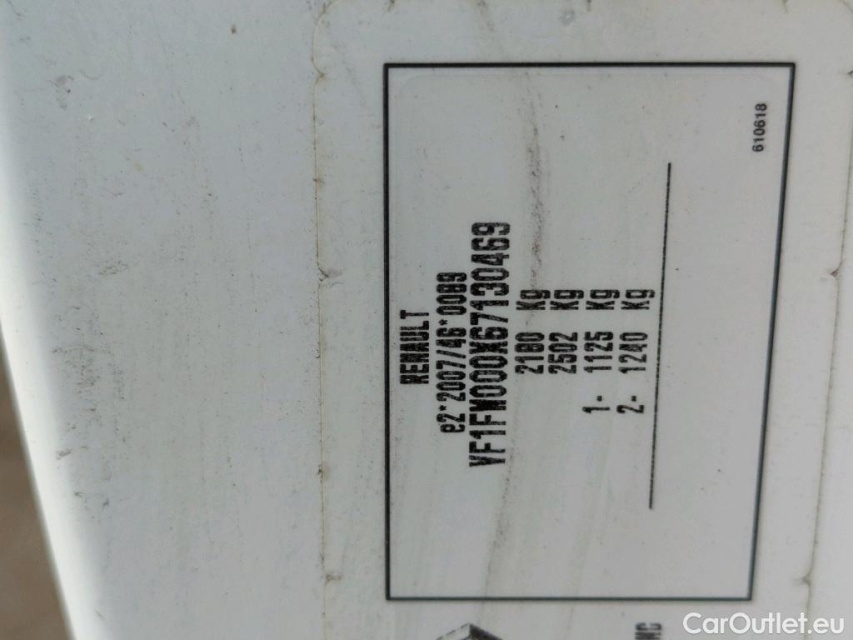 RENAULT
e2*2007/46*0089
VF1FW000X67130469
2180 Kg
2502 Kg
1- 1125 Kg
2- 1240 Kg
610618
CarOutlet.eu